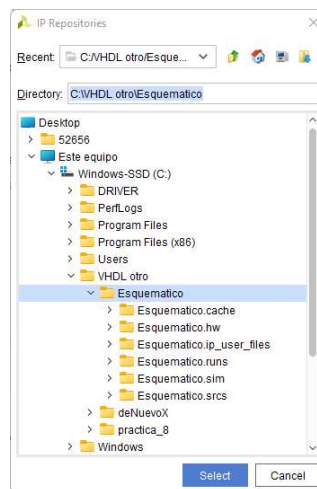 IP Repositories
Recent: C:/VHDL otro/Esque...
Directory: C:\VHDL otro\Esquematico
Desktop
52656
Este equipo
Windows-SSD (C:)
DRIVER
PerfLogs
Program Files
Program Files (x86)
Users
VHDL otro
Esquematico
Esquematico.cache
Esquematico.hw
Esquematico.ip_user_files
Esquematico.runs
Esquematico.sim
Esquematico.srcs
deNuevoX
practica_8
Windows
Select Cancel